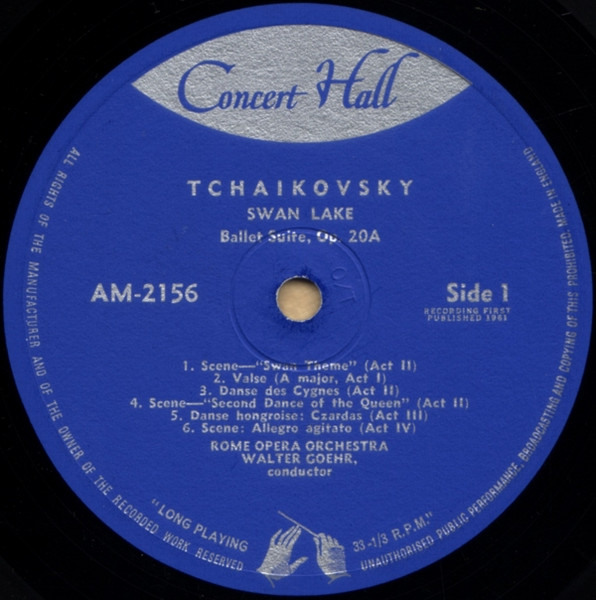 Concert Hall
TCHAIKOVSKY
SWAN LAKE
Ballet Suite, Op. 20A
AM-2156
Side 1
RECORDING FIRST
PUBLISHED 1961
1. Scene—"Swan Theme" (Act II)
2. Valse (A major, Act I)
3. Danse des Cygnes (Act II)
4. Scene—"Second Dance of the Queen" (Act II)
5. Danse hongroise: Czardas (Act III)
6. Scene: Allegro agitato (Act IV)
ROME OPERA ORCHESTRA
WALTER GOEHR,
conductor
"LONG PLAYING
33-1/3 R.P.M."
ALL RIGHTS OF THE MANUFACTURER AND OF THE OWNER OF THE RECORDED WORK RESERVED
UNAUTHORISED PUBLIC PERFORMANCE, BROADCASTING AND COPYING OF THIS PROHIBITED. MADE IN ENGLAND